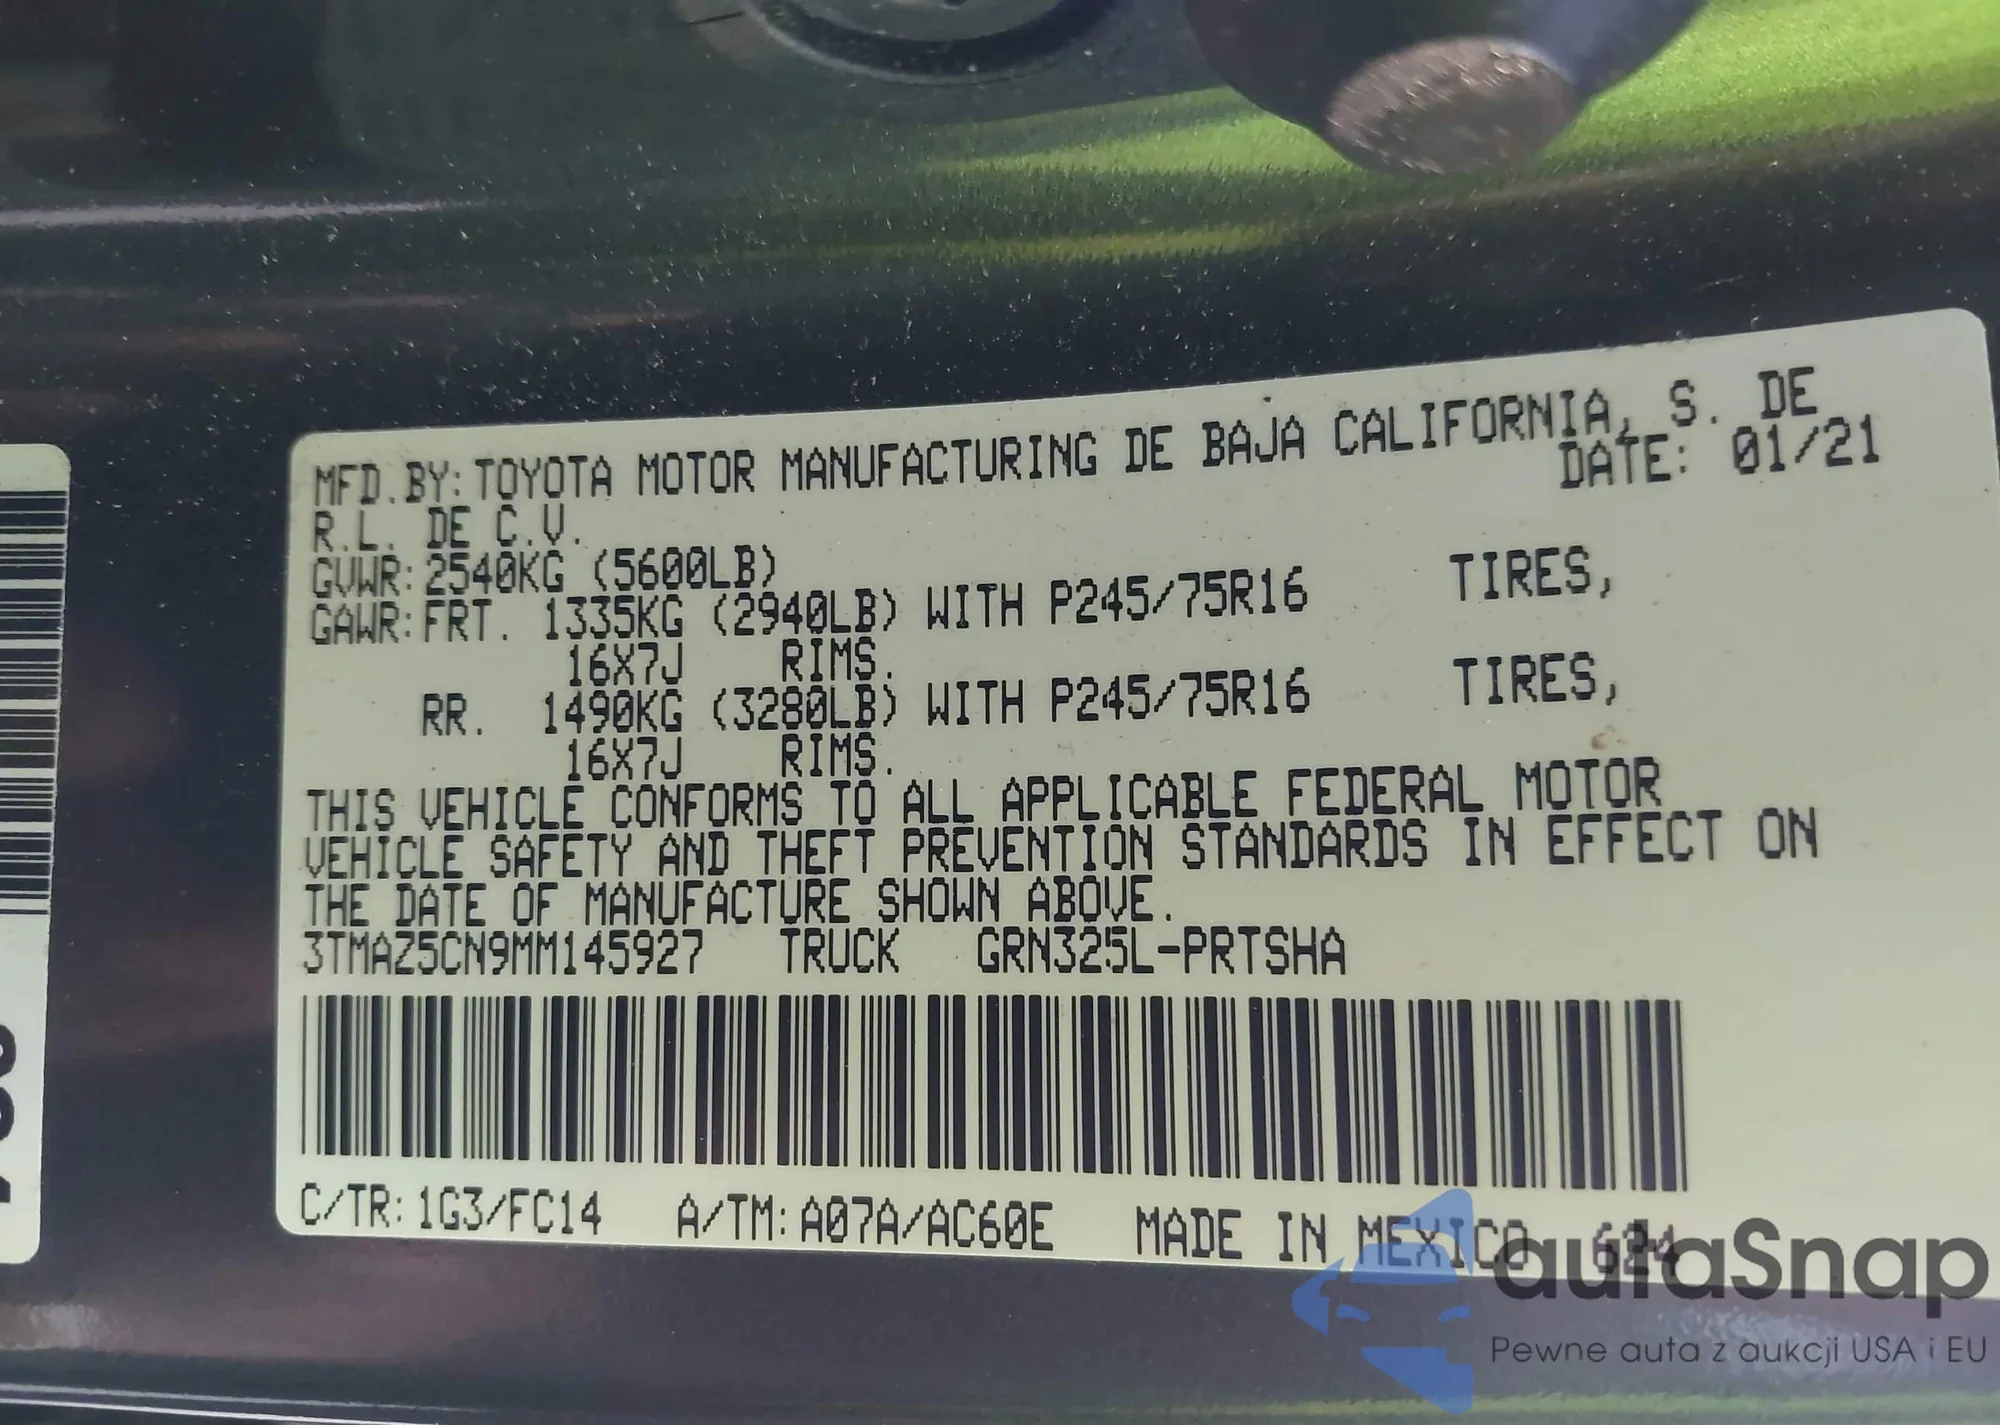 MFD.BY:TOYOTA MOTOR MANUFACTURING DE BAJA CALIFORNIA, S. DE
R.L. DE C.V. DATE: 01/21
GVWR:2540KG (5600LB)
GAWR:FRT. 1335KG (2940LB) WITH P245/75R16 TIRES,
16X7J RIMS.
RR. 1490KG (3280LB) WITH P245/75R16 TIRES,
16X7J RIMS.
THIS VEHICLE CONFORMS TO ALL APPLICABLE FEDERAL MOTOR
VEHICLE SAFETY AND THEFT PREVENTION STANDARDS IN EFFECT ON
THE DATE OF MANUFACTURE SHOWN ABOVE.
3TMAZ5CN9MM145927 TRUCK GRN325L-PRTSHA
C/TR:1G3/FC14 A/TM:A07A/AC60E MADE IN MEXICO 624
autaSnap
Pewne auta z aukcji USA i EU